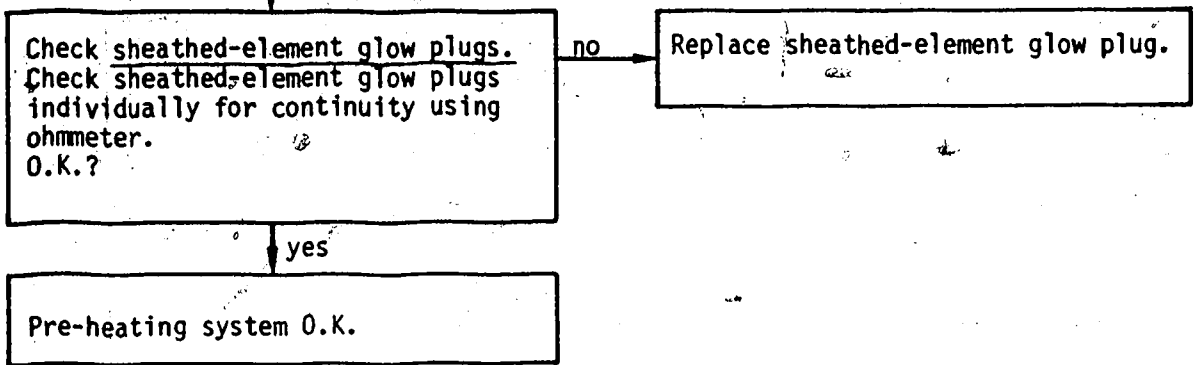 Check sheathed-element glow plugs.
Check sheathed-element glow plugs
individually for continuity using
ohmmeter.
O.K.?
no
Replace sheathed-element glow plug.
yes
Pre-heating system O.K.